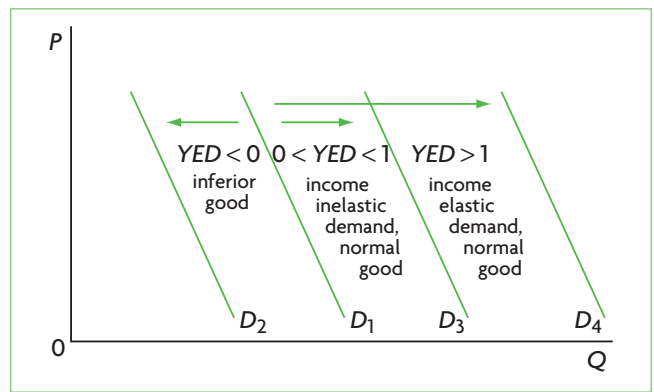 P
YED < 0
inferior
good
0 < YED < 1
income
inelastic
demand,
normal
good
YED > 1
income
elastic
demand,
normal
good
D2
D1
D3
D4
0
Q